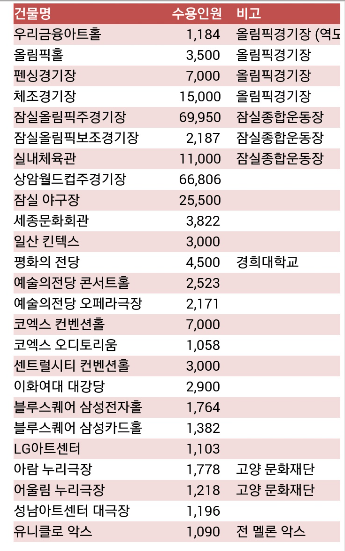 건물명 수용인원 비고
우리금융아트홀 1,184 올림픽경기장 (역도
올림픽홀 3,500 올림픽경기장
펜싱경기장 7,000 올림픽경기장
체조경기장 15,000 올림픽경기장
잠실올림픽주경기장 69,950 잠실종합운동장
잠실올림픽보조경기장 2,187 잠실종합운동장
실내체육관 11,000 잠실종합운동장
상암월드컵주경기장 66,806
잠실 야구장 25,500
세종문화회관 3,822
일산 킨텍스 3,000
평화의 전당 4,500 경희대학교
예술의전당 콘서트홀 2,523
예술의전당 오페라극장 2,171
코엑스 컨벤션홀 7,000
코엑스 오디토리움 1,058
센트럴시티 컨벤션홀 3,000
이화여대 대강당 2,900
블루스퀘어 삼성전자홀 1,764
블루스퀘어 삼성카드홀 1,382
LG아트센터 1,103
아람 누리극장 1,778 고양 문화재단
어울림 누리극장 1,218 고양 문화재단
성남아트센터 대극장 1,196
유니클로 악스 1,090 전 멜론 악스